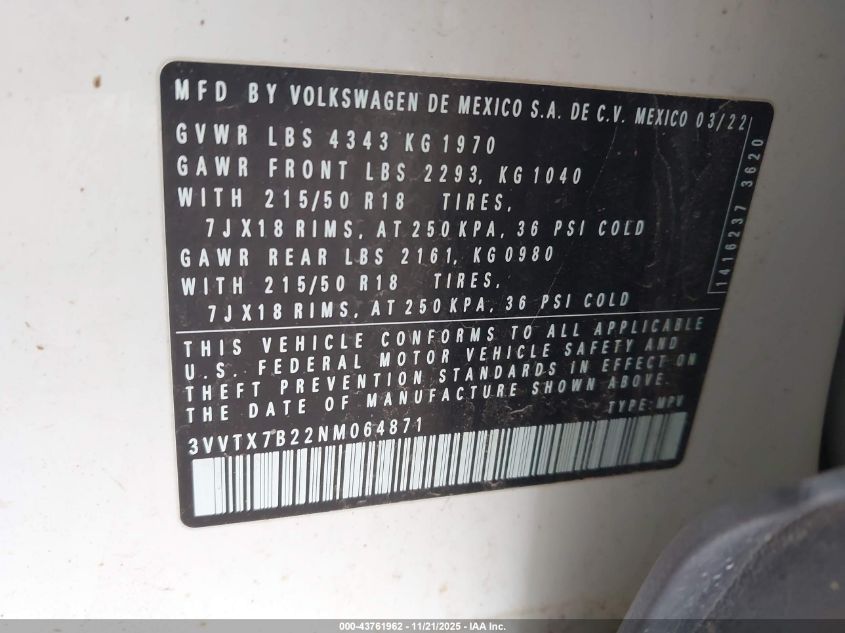 MFD BY VOLKSWAGEN DE MEXICO S.A. DE C.V. MEXICO 03/22
GVWR LBS 4343 KG 1970
GAWR FRONT LBS 2293, KG 1040
WITH 215/50 R18 TIRES,
7JX18 RIMS, AT 250 KPA, 36 PSI COLD
GAWR REAR LBS 2161, KG 0980
WITH 215/50 R18 TIRES,
7JX18 RIMS, AT 250 KPA, 36 PSI COLD
THIS VEHICLE CONFORMS TO ALL APPLICABLE
U.S. FEDERAL MOTOR VEHICLE SAFETY AND
THEFT PREVENTION STANDARDS IN EFFECT ON
THE DATE OF MANUFACTURE SHOWN ABOVE.
TYPE: MPV
3VVTX7B22NM064871
1416237 3620
000-43761962 - 11/21/2025 - IAA Inc.